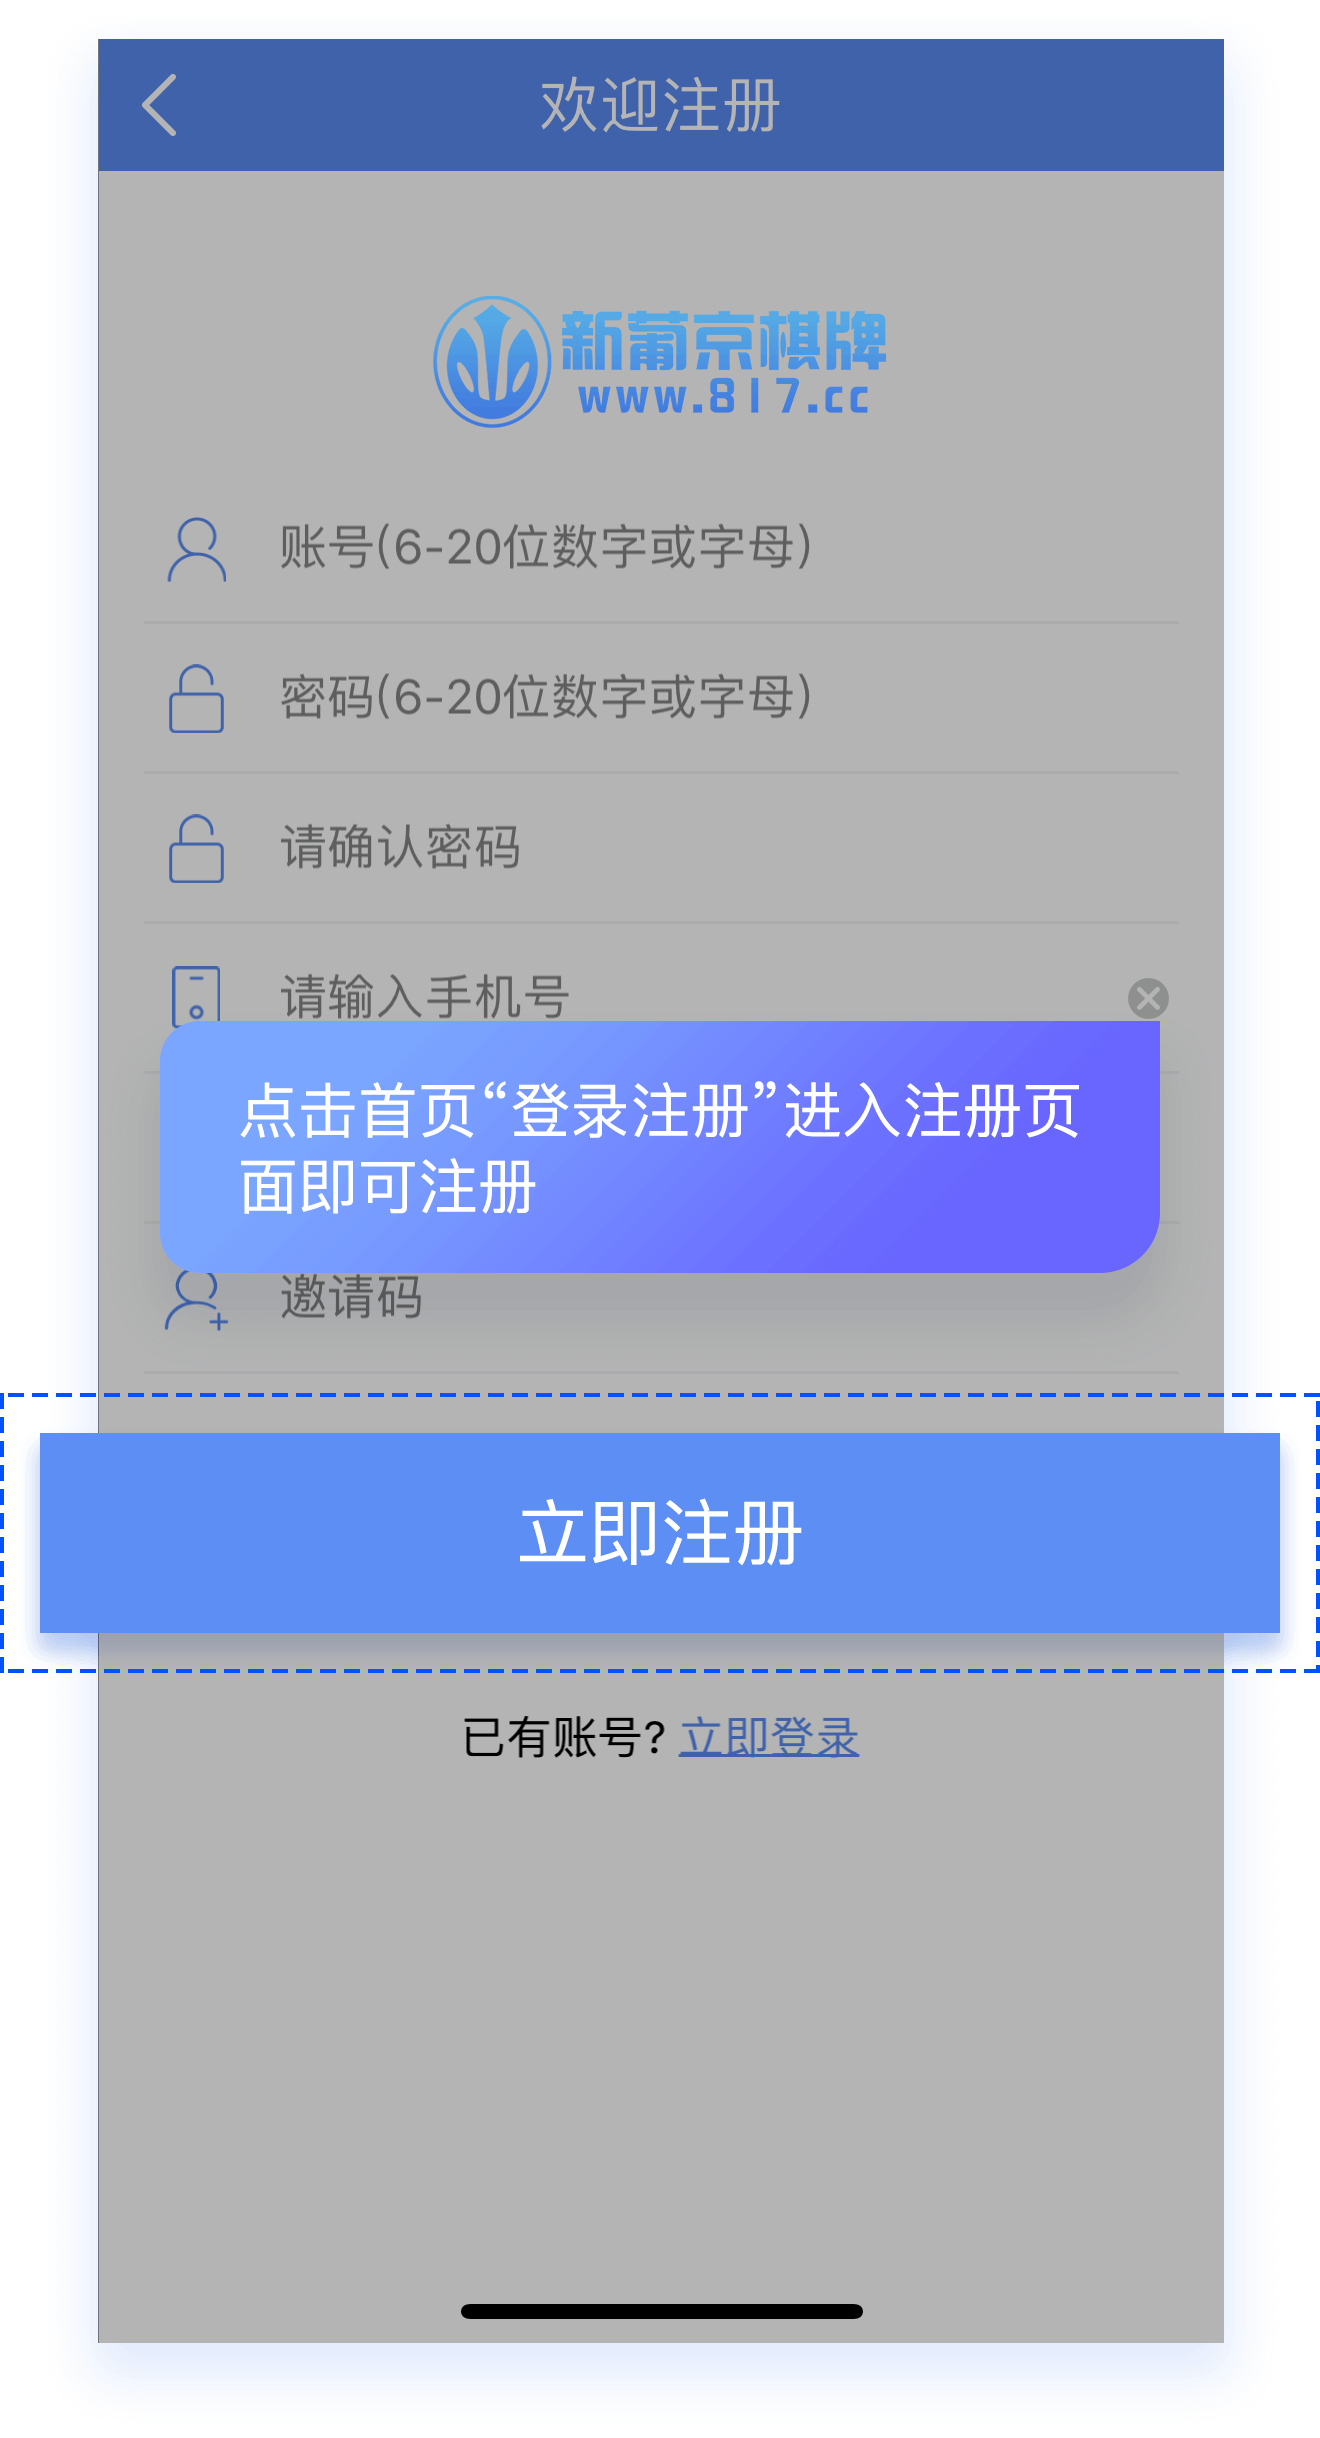 欢迎注册
新葡京棋牌
www.817.cc
账号(6-20位数字或字母)
密码(6-20位数字或字母)
请确认密码
请输入手机号
点击首页“登录注册”进入注册页
面即可注册
邀请码
立即注册
已有账号? 立即登录